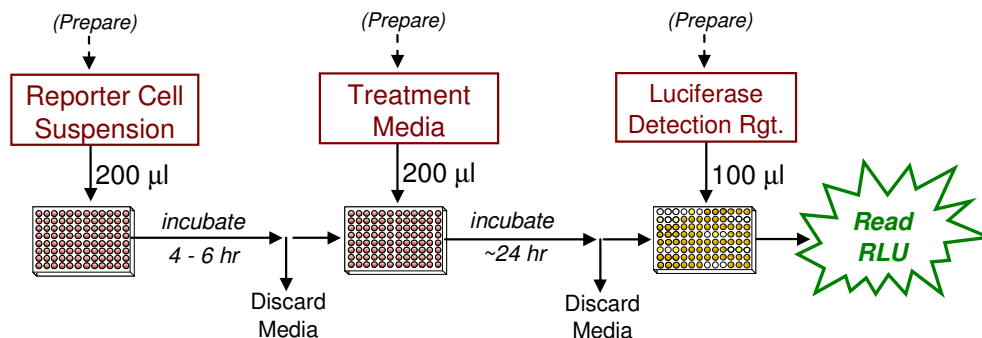 (Prepare)
Reporter Cell
Suspension
200 µl
incubate
4 - 6 hr
Discard
Media
(Prepare)
Treatment
Media
200 µl
incubate
~24 hr
Discard
Media
(Prepare)
Luciferase
Detection Rgt.
100 µl
Read
RLU